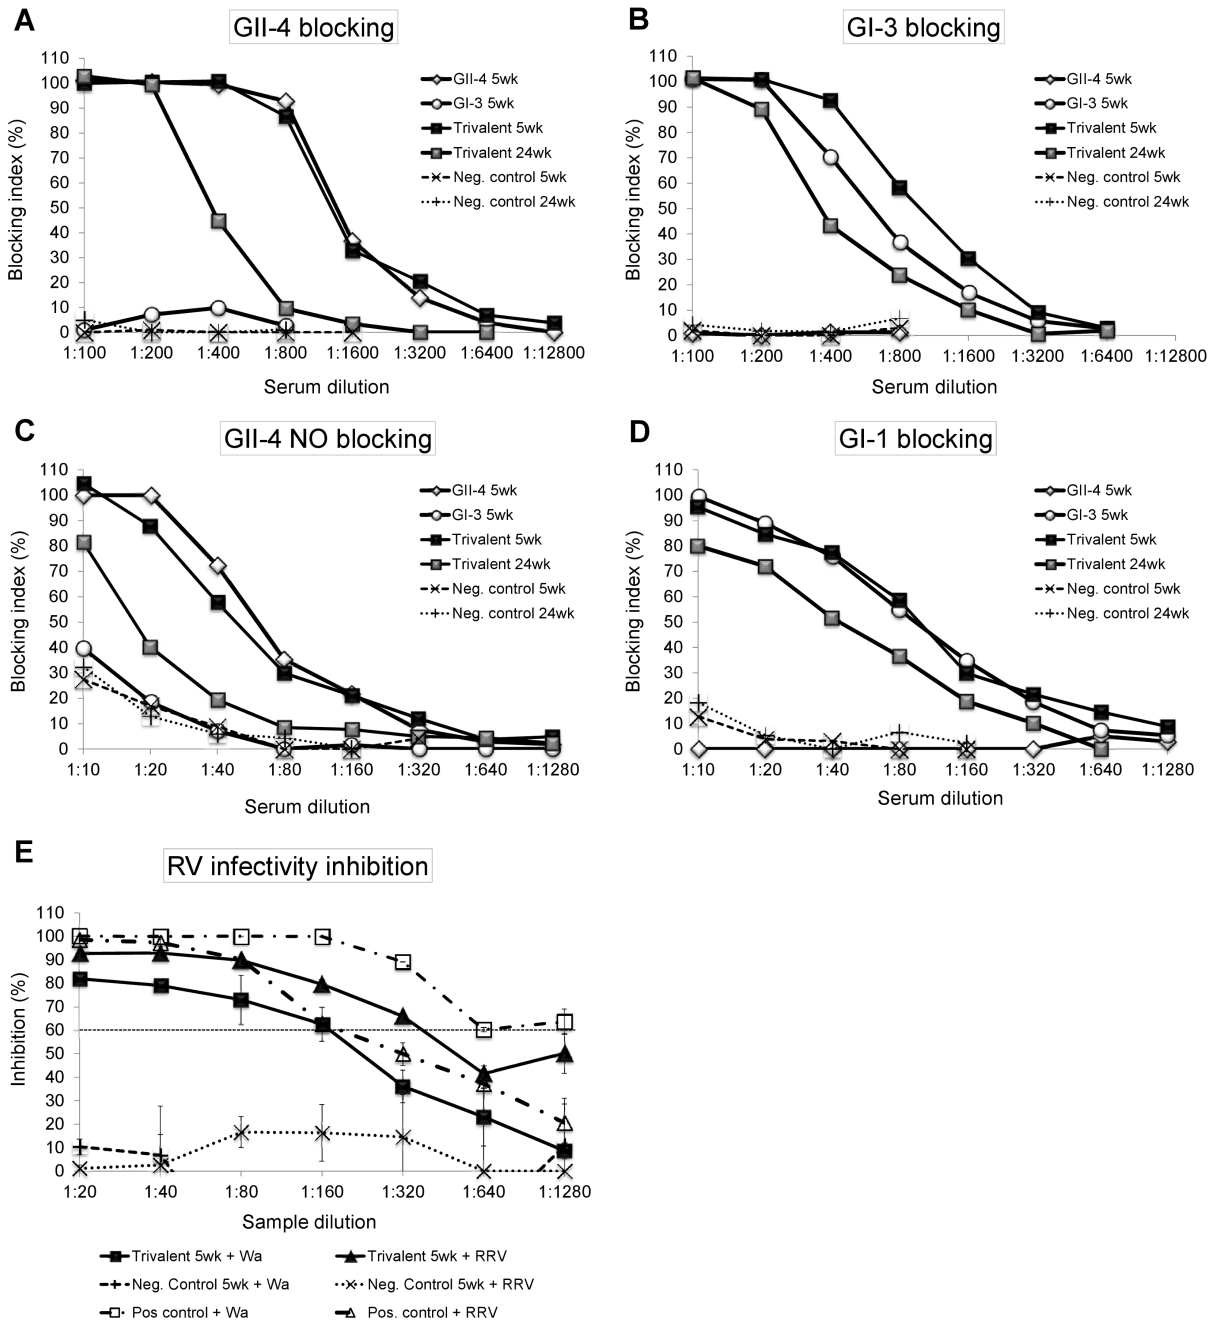 A
GII-4 blocking
110
100
90
80
70
60
50
40
30
20
10
0
Blocking index (%)
GII-4 5wk
GI-3 5wk
Trivalent 5wk
Trivalent 24wk
Neg. control 5wk
Neg. control 24wk
1:100 1:200 1:400 1:800 1:1600 1:3200 1:6400 1:12800
Serum dilution
B
GI-3 blocking
110
100
90
80
70
60
50
40
30
20
10
0
Blocking index (%)
GII-4 5wk
GI-3 5wk
Trivalent 5wk
Trivalent 24wk
Neg. control 5wk
Neg. control 24wk
1:100 1:200 1:400 1:800 1:1600 1:3200 1:6400 1:12800
Serum dilution
C
GII-4 NO blocking
110
100
90
80
70
60
50
40
30
20
10
0
Blocking index (%)
GII-4 5wk
GI-3 5wk
Trivalent 5wk
Trivalent 24wk
Neg. control 5wk
Neg. control 24wk
1:10 1:20 1:40 1:80 1:160 1:320 1:640 1:1280
Serum dilution
D
GI-1 blocking
110
100
90
80
70
60
50
40
30
20
10
0
Blocking index (%)
GII-4 5wk
GI-3 5wk
Trivalent 5wk
Trivalent 24wk
Neg. control 5wk
Neg. control 24wk
1:10 1:20 1:40 1:80 1:160 1:320 1:640 1:1280
Serum dilution
E
RV infectivity inhibition
110
100
90
80
70
60
50
40
30
20
10
0
Inhibition (%)
1:20 1:40 1:80 1:160 1:320 1:640 1:1280
Sample dilution
Trivalent 5wk + Wa Trivalent 5wk + RRV
Neg. Control 5wk + Wa Neg. Control 5wk + RRV
Pos control + Wa Pos. control + RRV